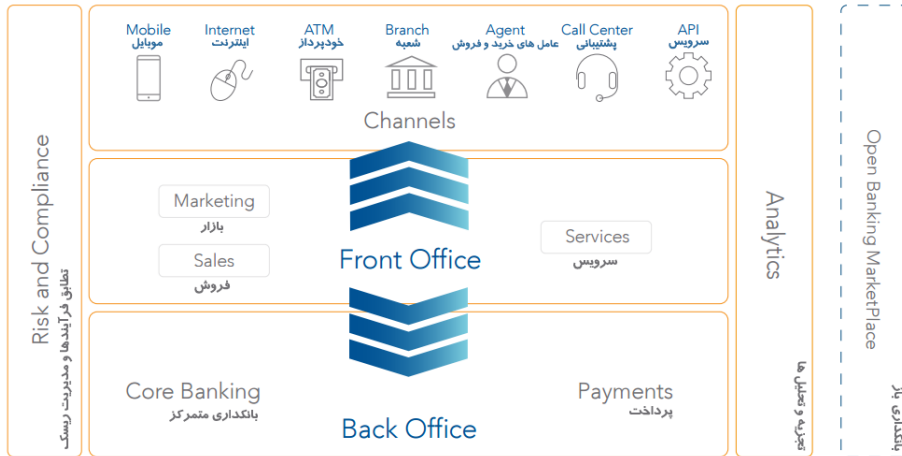 Mobile
موبایل
Internet
اینترنت
ATM
خودپرداز
Branch
شعبه
Agent
عامل های خرید و فروش
Call Center
پشتیبانی
API
سرویس
Channels
Risk and Compliance
تطابق فرآیندها و مدیریت ریسک
Marketing
بازار
Sales
فروش
Front Office
Services
سرویس
Core Banking
بانکداری متمرکز
Back Office
Payments
پرداخت
Analytics
تجزیه و تحلیل ها
Open Banking MarketPlace
بانکداری باز